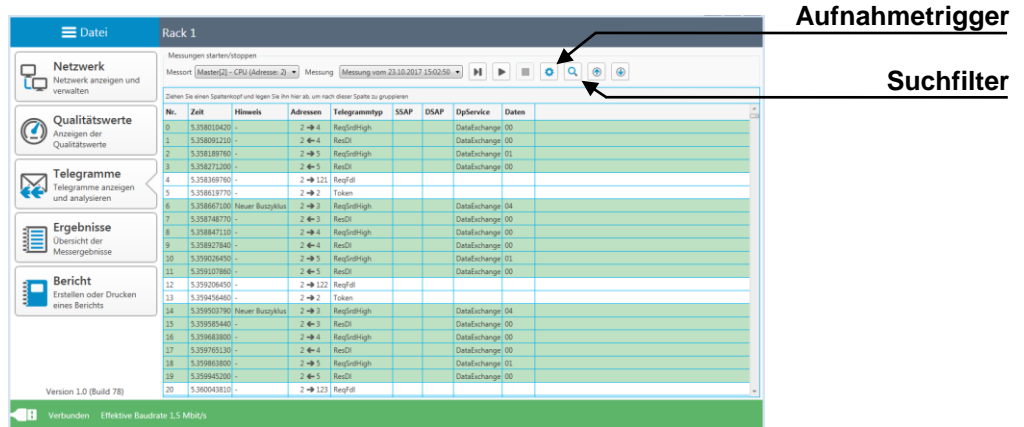 Aufnahmetrigger
Suchfilter
Datei
Rack 1
Netzwerk
Netzwerk anzeigen und
verwalten
Qualitätswerte
Anzeigen der
Qualitätswerte
Telegramme
Telegramme anzeigen
und analysieren
Ergebnisse
Übersicht der
Messergebnisse
Bericht
Erstellen oder Drucken
eines Berichts
Version 1.0 (Build 78)
Messungen starten/stoppen
Messort Master[2] - CPU (Adresse: 2) Messung Messung vom 23.10.2017 15:02:50
Ziehen Sie einen Spaltenkopf und legen Sie ihn hier ab, um nach dieser Spalte zu gruppieren
Nr. Zeit Hinweis Adressen Telegrammtyp SSAP DSAP DpService Daten
0 5.358010420 - 2 → 4 ReqSrdHigh DataExchange 00
1 5.358091210 - 2 ← 4 ResDl DataExchange 00
2 5.358189760 - 2 → 5 ReqSrdHigh DataExchange 01
3 5.358271200 - 2 ← 5 ResDl DataExchange 00
4 5.358369760 - 2 → 121 ReqFdl
5 5.358619770 - 2 → 2 Token
6 5.358667100 Neuer Buszyklus 2 → 3 ReqSrdHigh DataExchange 04
7 5.358748770 - 2 ← 3 ResDl DataExchange 00
8 5.358847110 - 2 → 4 ReqSrdHigh DataExchange 00
9 5.358927840 - 2 ← 4 ResDl DataExchange 00
10 5.359026450 - 2 → 5 ReqSrdHigh DataExchange 01
11 5.359107860 - 2 ← 5 ResDl DataExchange 00
12 5.359206450 - 2 → 122 ReqFdl
13 5.359456460 - 2 → 2 Token
14 5.359503790 Neuer Buszyklus 2 → 3 ReqSrdHigh DataExchange 04
15 5.359585440 - 2 ← 3 ResDl DataExchange 00
16 5.359683800 - 2 → 4 ReqSrdHigh DataExchange 00
17 5.359765130 - 2 ← 4 ResDl DataExchange 00
18 5.359863800 - 2 → 5 ReqSrdHigh DataExchange 01
19 5.359945200 - 2 ← 5 ResDl DataExchange 00
20 5.360043810 - 2 → 123 ReqFdl
Verbunden Effektive Baudrate 1.5 Mbit/s